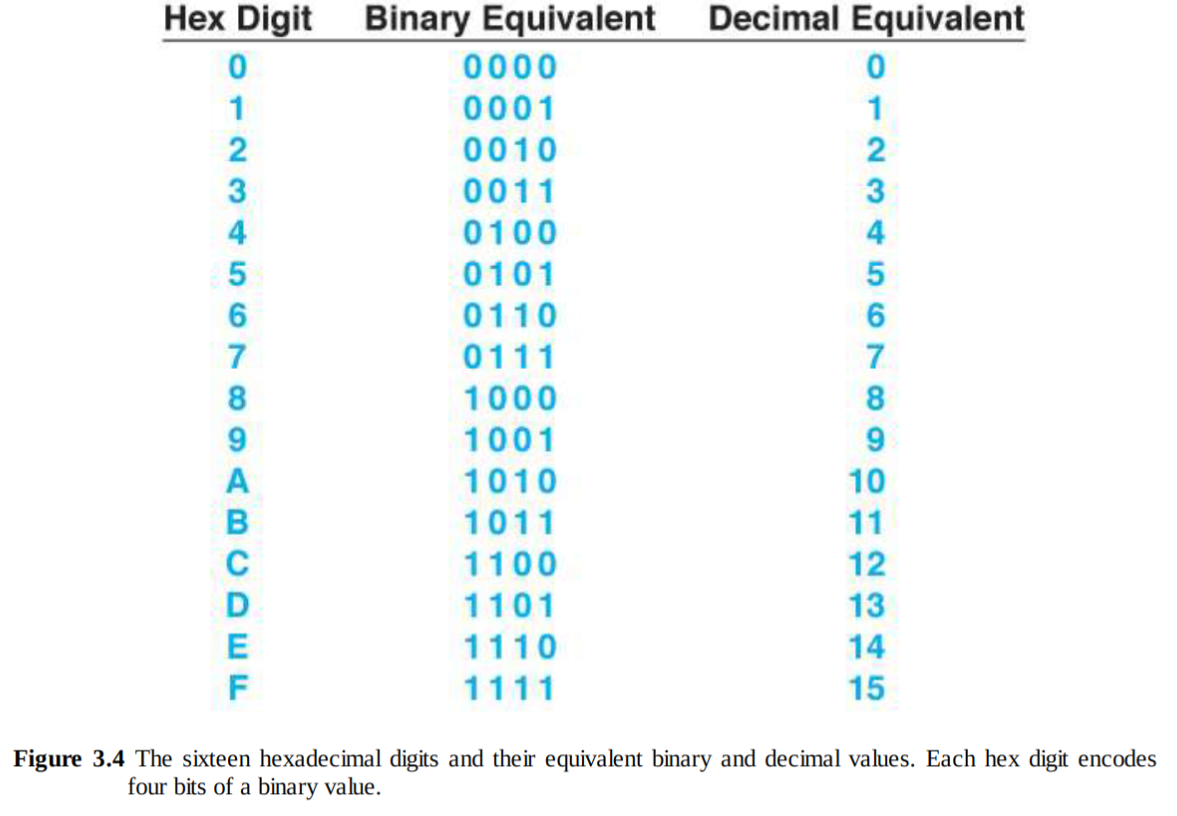 Hex Digit Binary Equivalent Decimal Equivalent
0 0000 0
1 0001 1
2 0010 2
3 0011 3
4 0100 4
5 0101 5
6 0110 6
7 0111 7
8 1000 8
9 1001 9
A 1010 10
B 1011 11
C 1100 12
D 1101 13
E 1110 14
F 1111 15
Figure 3.4 The sixteen hexadecimal digits and their equivalent binary and decimal values. Each hex digit encodes
four bits of a binary value.